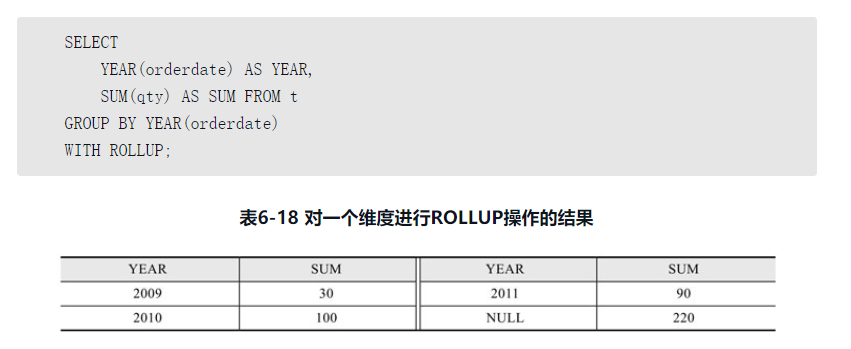 SELECT
YEAR(orderdate) AS YEAR,
SUM(qty) AS SUM FROM t
GROUP BY YEAR(orderdate)
WITH ROLLUP;
表6-18 对一个维度进行ROLLUP操作的结果
YEAR SUM YEAR SUM
2009 30 2011 90
2010 100 NULL 220